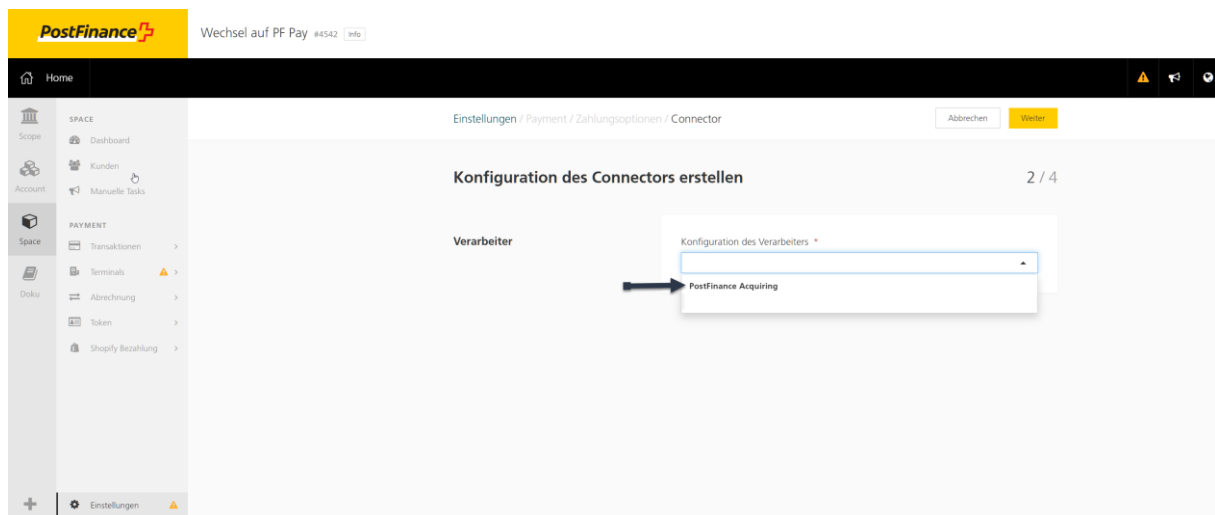 PostFinance
Wechsel auf PF Pay #4542 Info
Home
Scope
Account
Space
Doku
SPACE
Dashboard
Kunden
Manuelle Tasks
PAYMENT
Transaktionen
Terminals
Abrechnung
Token
Shopify Bezahlung
Einstellungen
Einstellungen / Payment / Zahlungsoptionen / Connector
Abbrechen
Weiter
Konfiguration des Connectors erstellen
2 / 4
Verarbeiter
Konfiguration des Verarbeiters *
PostFinance Acquiring